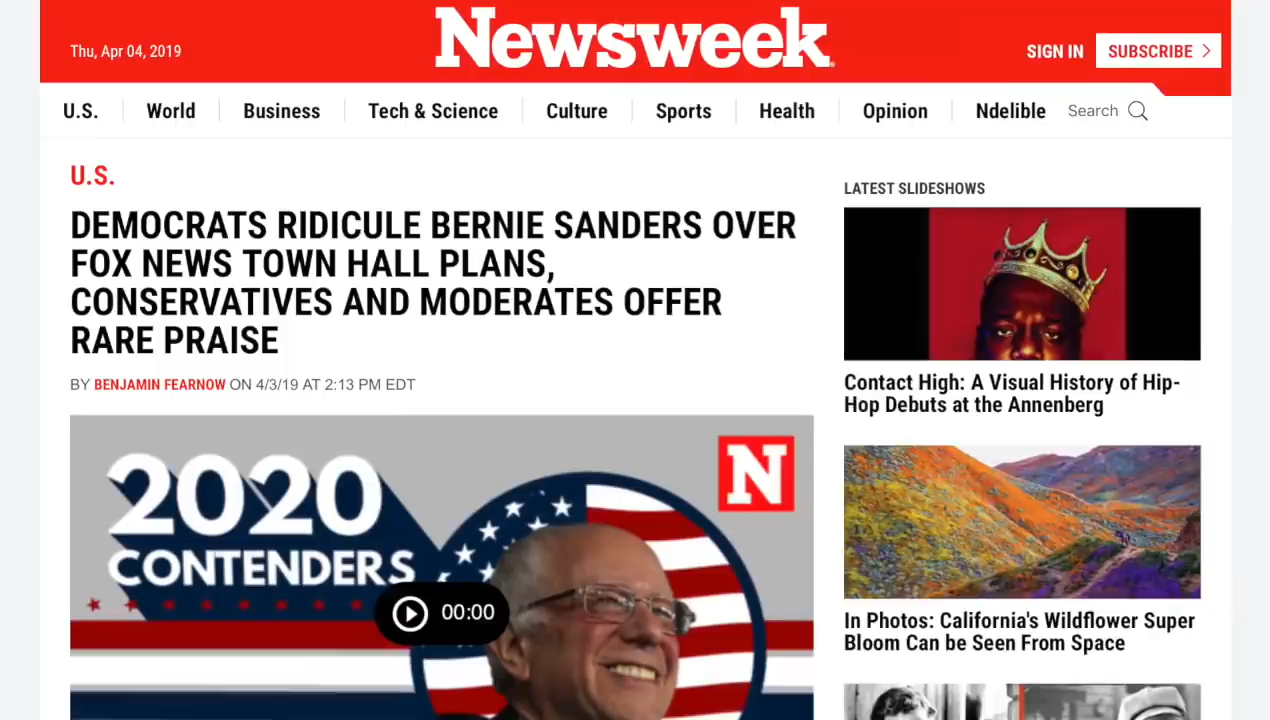 Thu, Apr 04, 2019
Newsweek
SIGN IN
SUBSCRIBE
U.S.
World
Business
Tech & Science
Culture
Sports
Health
Opinion
Ndelible
Search
U.S.
DEMOCRATS RIDICULE BERNIE SANDERS OVER
FOX NEWS TOWN HALL PLANS,
CONSERVATIVES AND MODERATES OFFER
RARE PRAISE
BY BENJAMIN FEARNOW ON 4/3/19 AT 2:13 PM EDT
2020
CONTENDERS
N
00:00
LATEST SLIDESHOWS
Contact High: A Visual History of Hip-
Hop Debuts at the Annenberg
In Photos: California's Wildflower Super
Bloom Can be Seen From Space